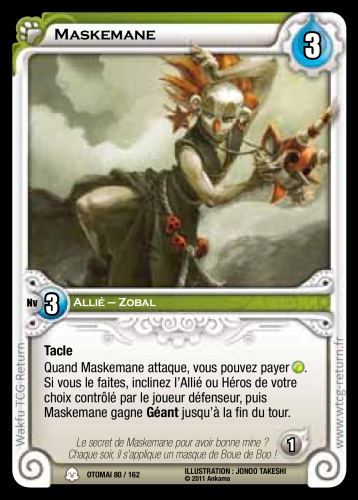 MASKEMANE
3
Nv 3 ALLIÉ – ZOBAL
Tacle
Quand Maskemane attaque, vous pouvez payer.
Si vous le faites, inclinez l'Allié ou Héros de votre
choix contrôlé par le joueur défenseur, puis
Maskemane gagne Géant jusqu'à la fin du tour.
Le secret de Maskemane pour avoir bonne mine ?
Chaque soir, il s'applique un masque de Boue de Boo !
1
OTOMAI 80 / 162
ILLUSTRATION : JONOO TAKESHI
© 2011 Ankama
Wakfu TCG Return
www.wtcg-return.fr